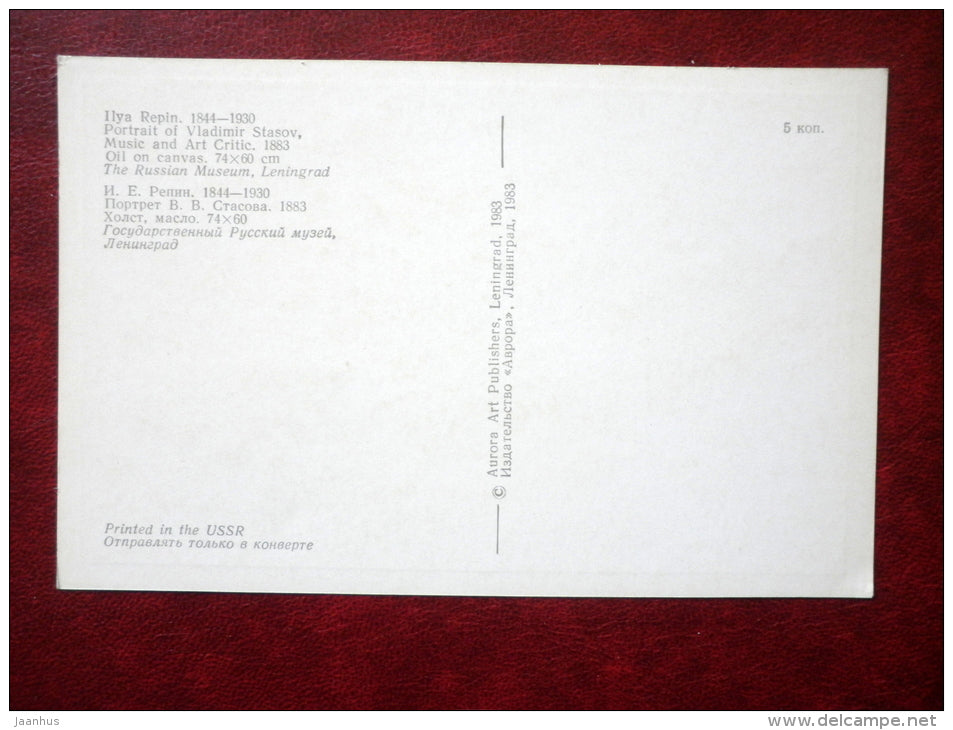 Ilya Repin. 1844—1930
Portrait of Vladimir Stasov,
Music and Art Critic. 1883
Oil on canvas. 74×60 cm
The Russian Museum, Leningrad
И. Е. Репин. 1844—1930
Портрет В. В. Стасова. 1883
Холст, масло. 74×60
Государственный Русский музей,
Ленинград
Printed in the USSR
Отправлять только в конверте
© Aurora Art Publishers, Leningrad, 1983
Издательство «Аврора», Ленинград, 1983
5 коп.
jaanhus
www.delcampe.net